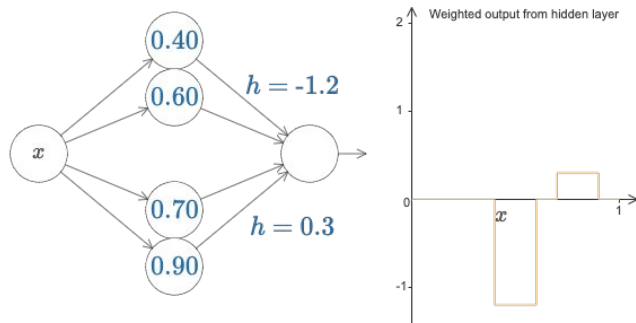 0.40
h = -1.2
0.60
x
0.70
h = 0.3
0.90
Weighted output from hidden layer
2
1
0
x
1
-1